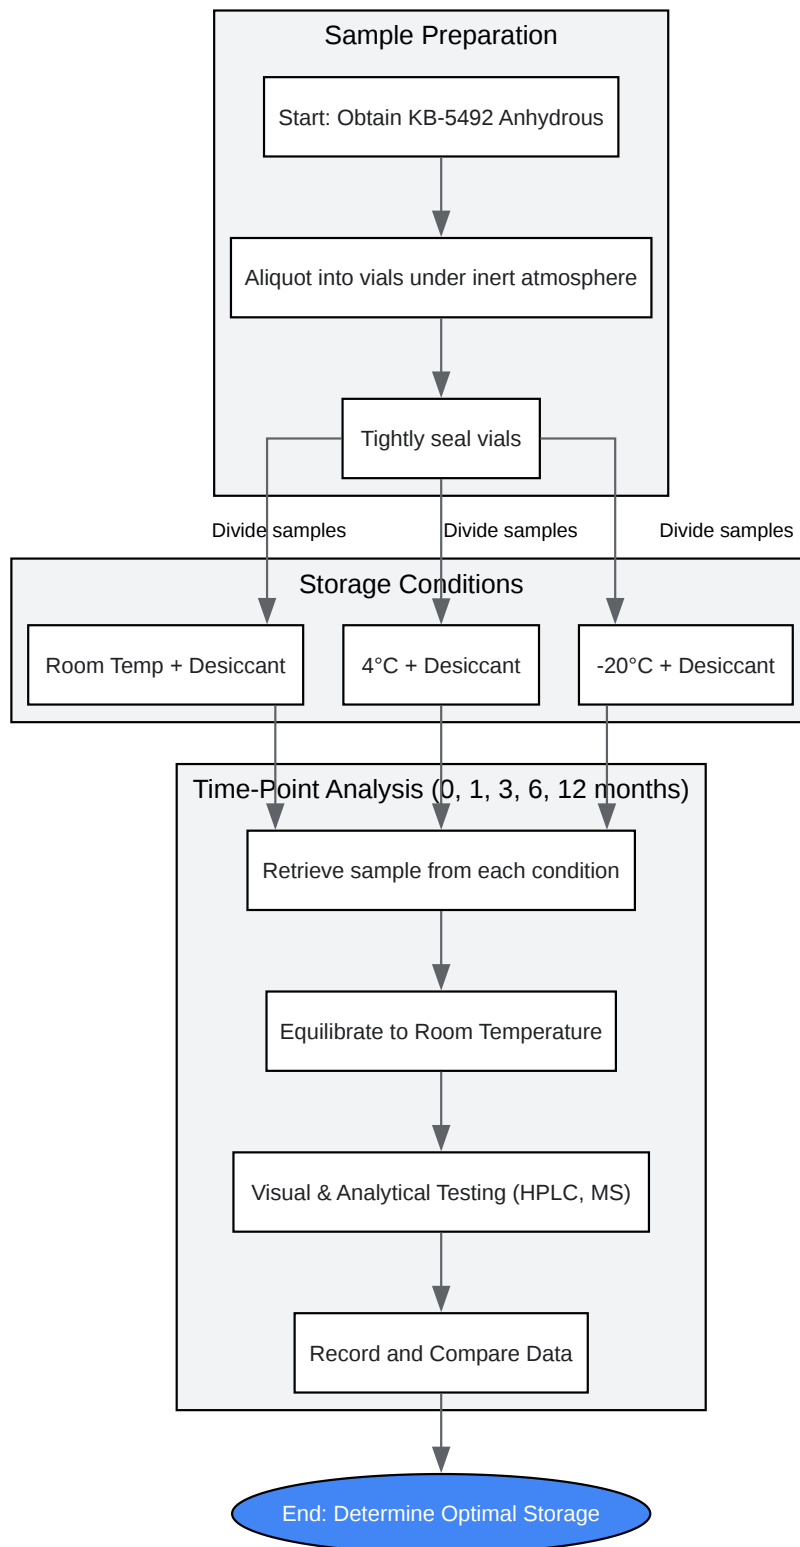 Sample Preparation
Start: Obtain KB-5492 Anhydrous
Aliquot into vials under inert atmosphere
Tightly seal vials
Divide samples
Divide samples
Divide samples
Storage Conditions
Room Temp + Desiccant
4°C + Desiccant
-20°C + Desiccant
Time-Point Analysis (0, 1, 3, 6, 12 months)
Retrieve sample from each condition
Equilibrate to Room Temperature
Visual & Analytical Testing (HPLC, MS)
Record and Compare Data
End: Determine Optimal Storage